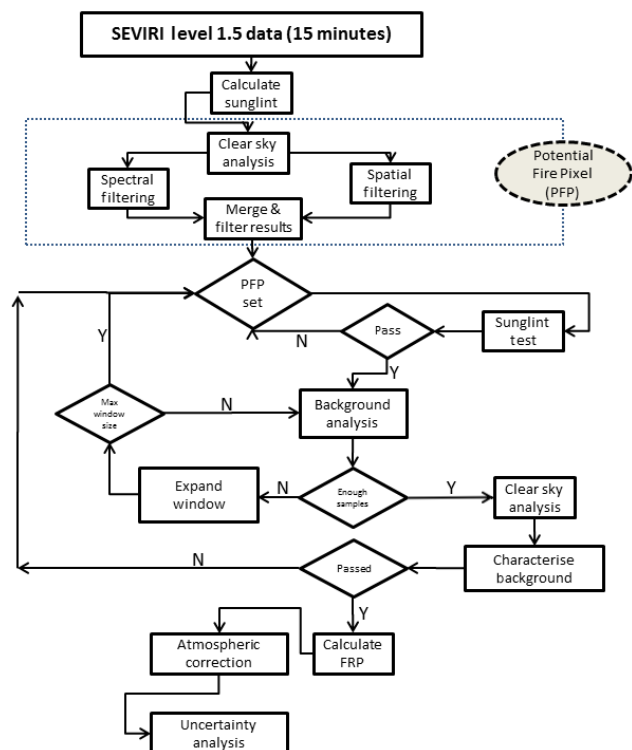 SEVIRI level 1.5 data (15 minutes)
Calculate
sunglint
Clear sky
analysis
Potential
Fire Pixel
(PFP)
Spectral
filtering
Spatial
filtering
Merge &
filter results
PFP
set
Sunglint
test
Pass
N
Y
Y
Max
window
size
N
Background
analysis
Expand
window
N
Enough
samples
Y
Clear sky
analysis
N
Passed
Characterise
background
Y
Atmospheric
correction
Calculate
FRP
Uncertainty
analysis